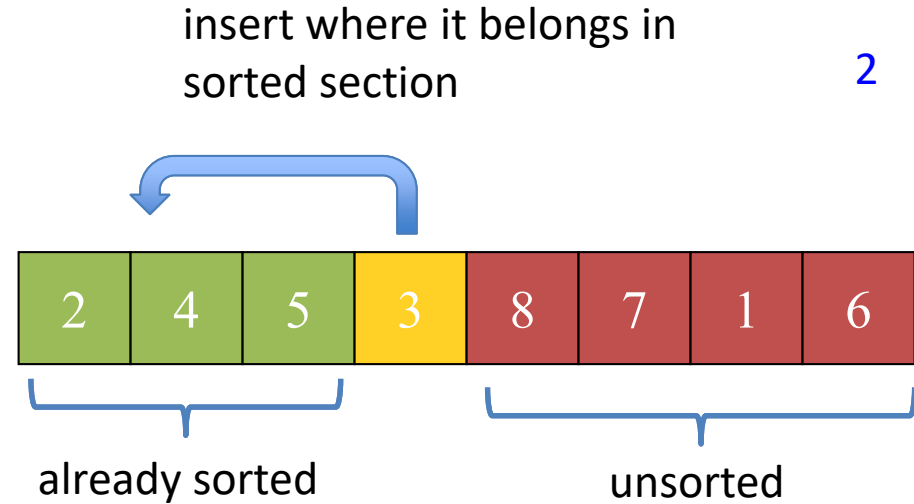 insert where it belongs in
sorted section
2
2 4 5 3 8 7 1 6
already sorted
unsorted